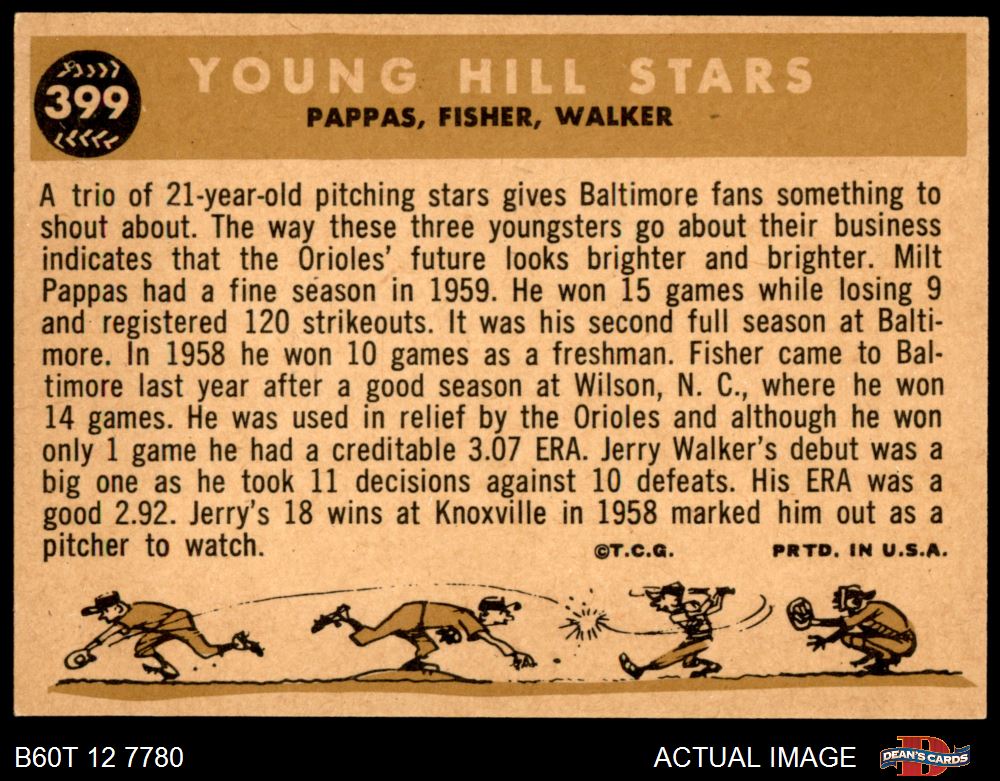 399
YOUNG HILL STARS
PAPPAS, FISHER, WALKER
A trio of 21-year-old pitching stars gives Baltimore fans something to
shout about. The way these three youngsters go about their business
indicates that the Orioles' future looks brighter and brighter. Milt
Pappas had a fine season in 1959. He won 15 games while losing 9
and registered 120 strikeouts. It was his second full season at Balti-
more. In 1958 he won 10 games as a freshman. Fisher came to Bal-
timore last year after a good season at Wilson, N. C., where he won
14 games. He was used in relief by the Orioles and although he won
only 1 game he had a creditable 3.07 ERA. Jerry Walker's debut was a
big one as he took 11 decisions against 10 defeats. His ERA was a
good 2.92. Jerry's 18 wins at Knoxville in 1958 marked him out as a
pitcher to watch.
©T.C.G. PRTD. IN U.S.A.
B60T 12 7780
ACTUAL IMAGE
DEAN'S CARDS